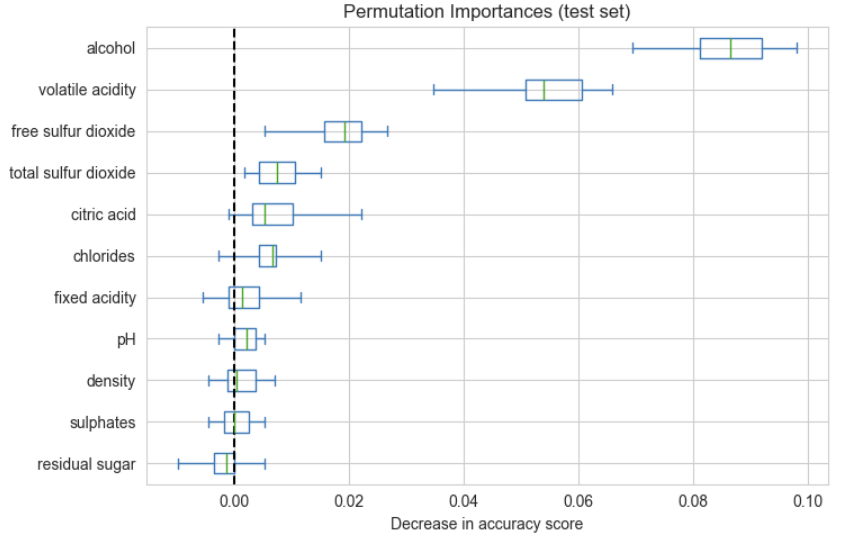 Permutation Importances (test set)
alcohol
volatile acidity
free sulfur dioxide
total sulfur dioxide
citric acid
chlorides
fixed acidity
pH
density
sulphates
residual sugar
0.00 0.02 0.04 0.06 0.08 0.10
Decrease in accuracy score